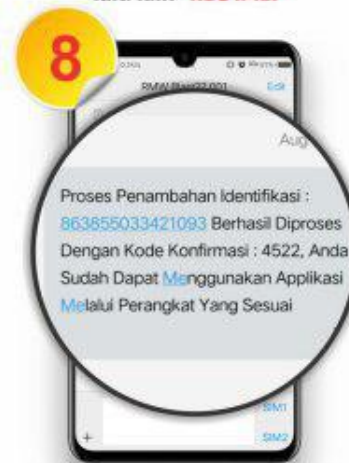 8
Edit
Aug
Proses Penambahan Identifikasi :
863855033421093 Berhasil Diproses
Dengan Kode Konfirmasi : 4522, Anda
Sudah Dapat Menggunakan Applikasi
Melalui Perangkat Yang Sesuai
SIM1
+
SIM2